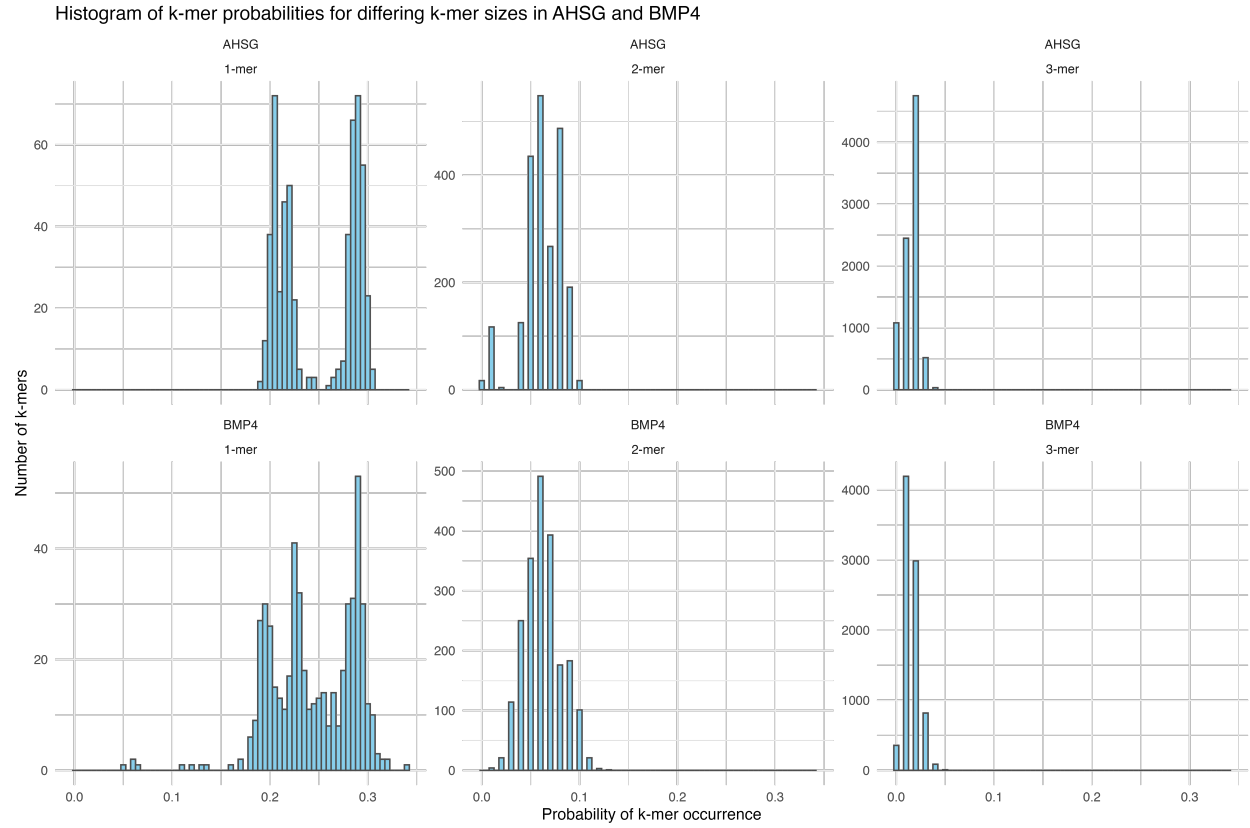 Histogram of k-mer probabilities for differing k-mer sizes in AHSG and BMP4
AHSG
1-mer
AHSG
2-mer
AHSG
3-mer
60
40
20
0
400
200
0
4000
3000
2000
1000
0
Number of k-mers
BMP4
1-mer
BMP4
2-mer
BMP4
3-mer
40
20
0
500
400
300
200
100
0
4000
3000
2000
1000
0
0.0 0.1 0.2 0.3
0.0 0.1 0.2 0.3
0.0 0.1 0.2 0.3
Probability of k-mer occurrence